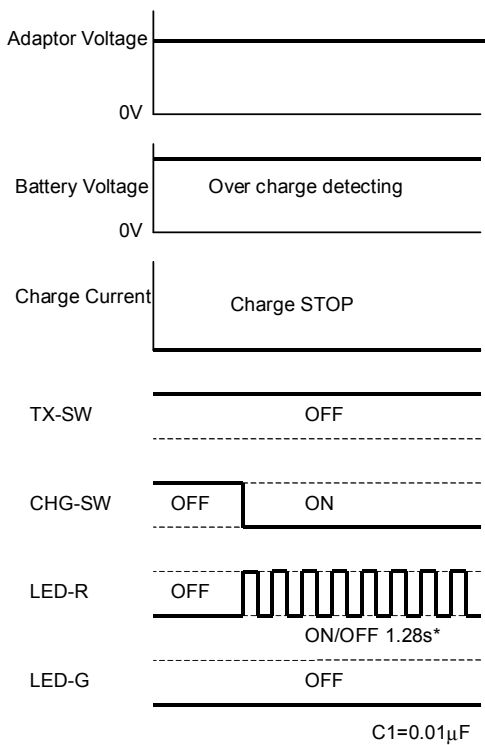 Adaptor Voltage
0V
Battery Voltage
Over charge detecting
0V
Charge Current
Charge STOP
TX-SW
OFF
CHG-SW
OFF
ON
LED-R
OFF
ON/OFF 1.28s*
LED-G
OFF
C1=0.01μF